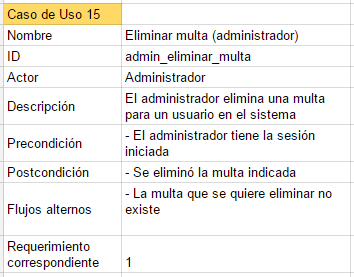 Caso de Uso 15
Nombre Eliminar multa (administrador)
ID admin_eliminar_multa
Actor Administrador
Descripción El administrador elimina una multa
para un usuario en el sistema
Precondición - El administrador tiene la sesión
iniciada
Postcondición - Se eliminó la multa indicada
Flujos alternos - La multa que se quiere eliminar no
existe
Requerimiento
correspondiente 1